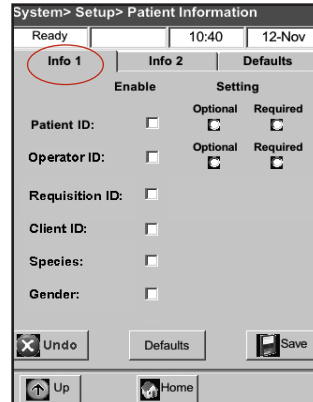 System> Setup> Patient Information
Ready 10:40 12-Nov
Info 1 Info 2 Defaults
Enable Setting
Optional Required
Patient ID:
Optional Required
Operator ID:
Requisition ID:
Client ID:
Species:
Gender:
Undo Defaults Save
Up Home